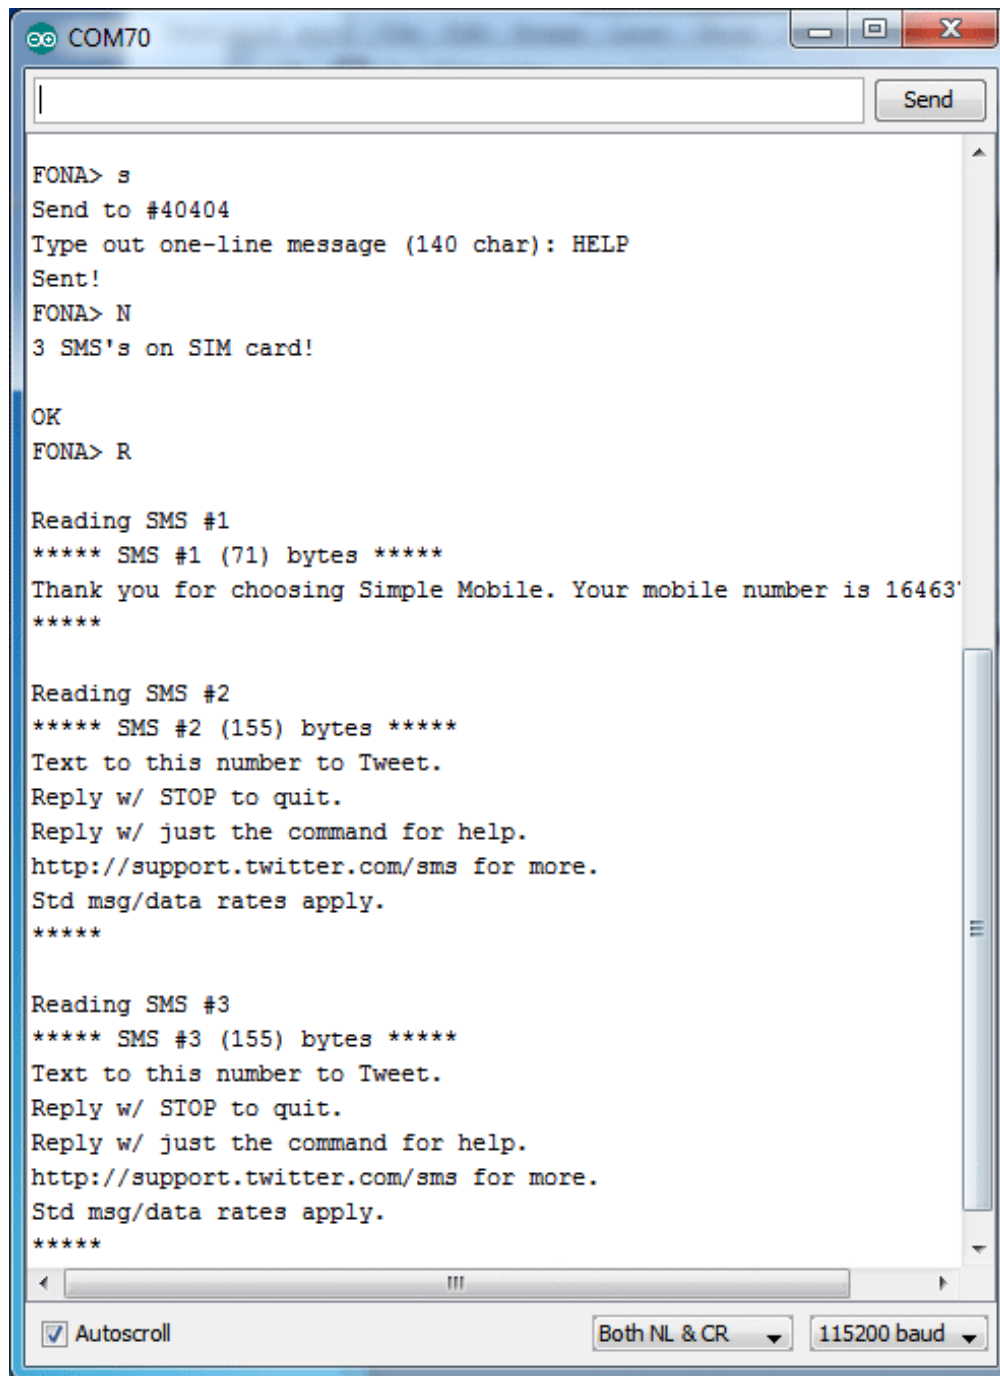 COM70
Send
FONA> s
Send to #40404
Type out one-line message (140 char): HELP
Sent!
FONA> N
3 SMS's on SIM card!
OK
FONA> R
Reading SMS #1
***** SMS #1 (71) bytes *****
Thank you for choosing Simple Mobile. Your mobile number is 16463
*****
Reading SMS #2
***** SMS #2 (155) bytes *****
Text to this number to Tweet.
Reply w/ STOP to quit.
Reply w/ just the command for help.
http://support.twitter.com/sms for more.
Std msg/data rates apply.
*****
Reading SMS #3
***** SMS #3 (155) bytes *****
Text to this number to Tweet.
Reply w/ STOP to quit.
Reply w/ just the command for help.
http://support.twitter.com/sms for more.
Std msg/data rates apply.
*****
Autoscroll
Both NL & CR
115200 baud